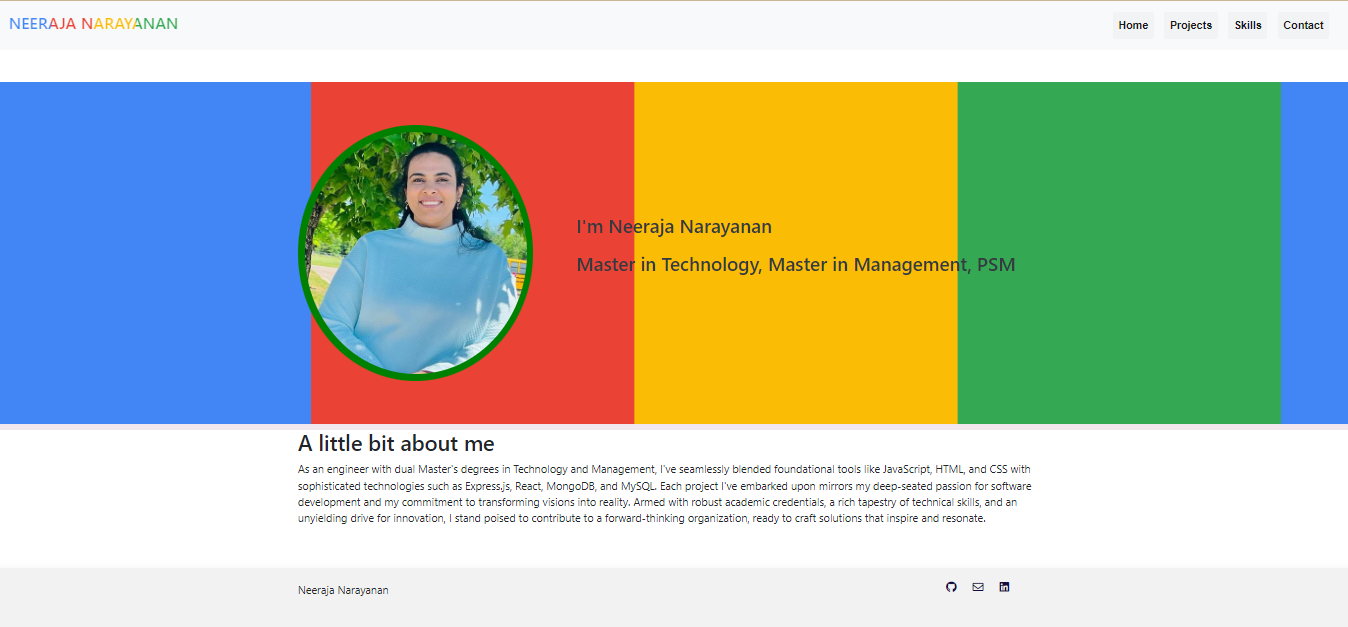 NEERAJA NARAYANAN
Home
Projects
Skills
Contact
I'm Neeraja Narayanan
Master in Technology, Master in Management, PSM
A little bit about me
As an engineer with dual Master's degrees in Technology and Management, I've seamlessly blended foundational tools like JavaScript, HTML, and CSS with
sophisticated technologies such as Express.js, React, MongoDB, and MySQL. Each project I've embarked upon mirrors my deep-seated passion for software
development and my commitment to transforming visions into reality. Armed with robust academic credentials, a rich tapestry of technical skills, and an
unyielding drive for innovation, I stand poised to contribute to a forward-thinking organization, ready to craft solutions that inspire and resonate.
Neeraja Narayanan